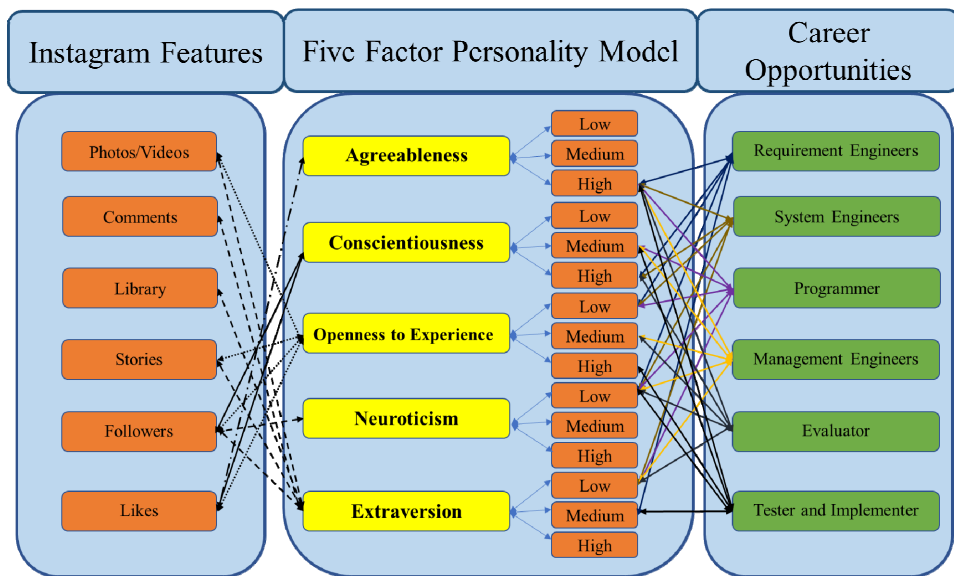 Instagram Features
Five Factor Personality Model
Career
Opportunities
Photos/Videos
Comments
Library
Stories
Followers
Likes
Agreeableness
Conscientiousness
Openness to Experience
Neuroticism
Extraversion
Low
Medium
High
Low
Medium
High
Low
Medium
High
Low
Medium
High
Low
Medium
High
Requirement Engineers
System Engineers
Programmer
Management Engineers
Evaluator
Tester and Implementer